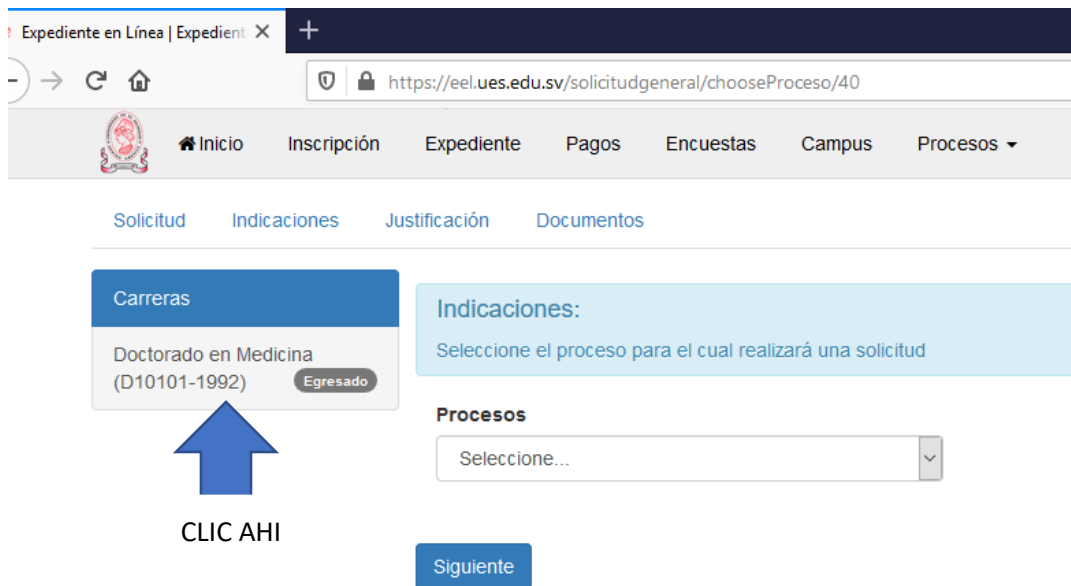 Expediente en Línea | Expedient
https://eel.ues.edu.sv/solicitudgeneral/chooseProceso/40
Inicio Inscripción Expediente Pagos Encuestas Campus Procesos
Solicitud Indicaciones Justificación Documentos
Carreras
Doctorado en Medicina
(D10101-1992) Egresado
Indicaciones:
Seleccione el proceso para el cual realizará una solicitud
Procesos
Seleccione...
CLIC AHI
Siguiente